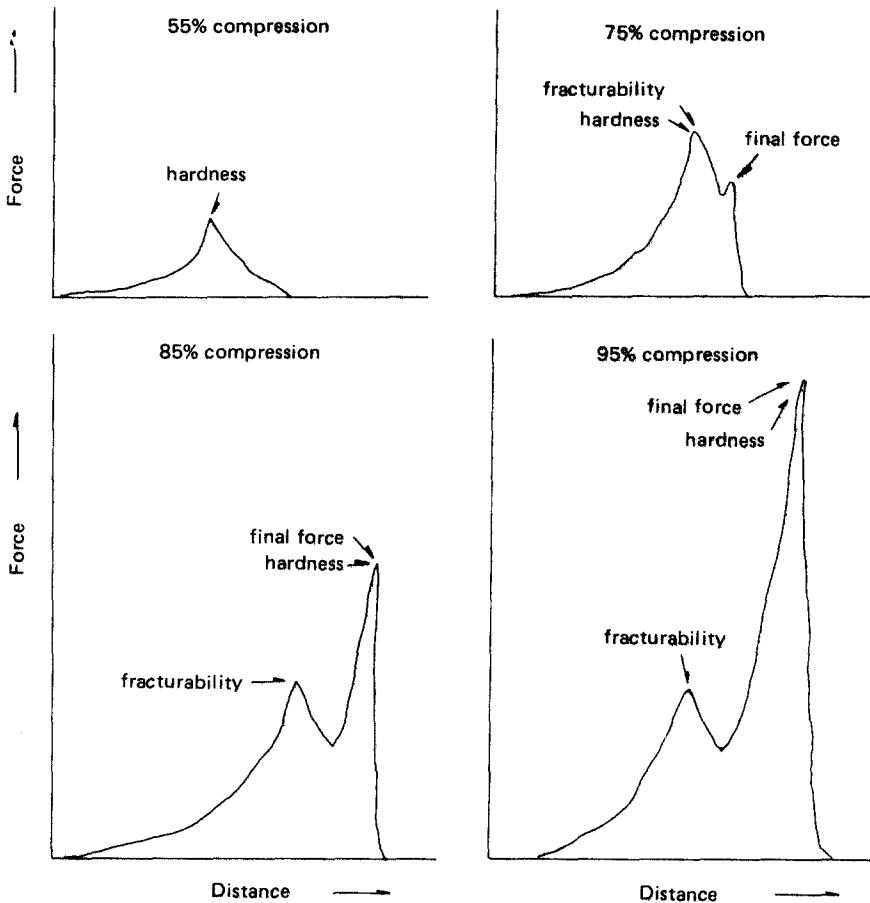 55% compression
Force
hardness
75% compression
fracturability
hardness
final force
85% compression
Force
final force
hardness
fracturability
Distance
95% compression
final force
hardness
fracturability
Distance